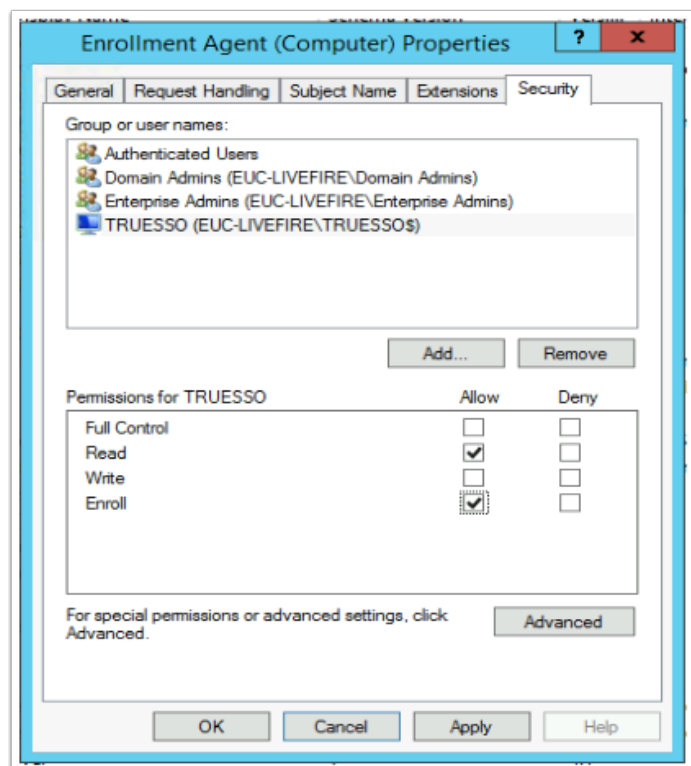 Enrollment Agent (Computer) Properties
? x
General Request Handling Subject Name Extensions Security
Group or user names:
Authenticated Users
Domain Admins (EUC-LIVEFIRE\Domain Admins)
Enterprise Admins (EUC-LIVEFIRE\Enterprise Admins)
TRUESSO (EUC-LIVEFIRE\TRUESSO$)
Add... Remove
Permissions for TRUESSO Allow Deny
Full Control
Read
Write
Enroll
For special permissions or advanced settings, click
Advanced.
Advanced
OK Cancel Apply Help